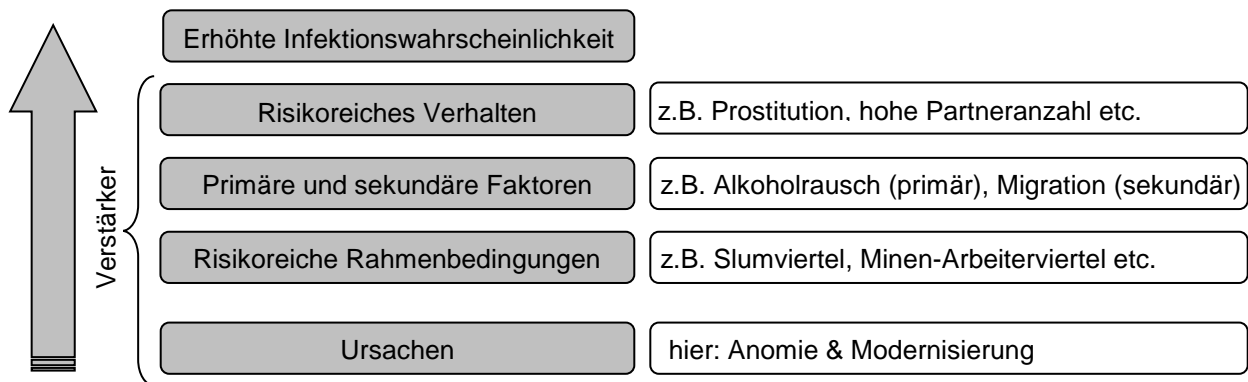 Erhöhte Infektionswahrscheinlichkeit
Risikoreiches Verhalten
z.B. Prostitution, hohe Partneranzahl etc.
Primäre und sekundäre Faktoren
z.B. Alkoholrausch (primär), Migration (sekundär)
Verstärker
Risikoreiche Rahmenbedingungen
z.B. Slumviertel, Minen-Arbeiterviertel etc.
Ursachen
hier: Anomie & Modernisierung